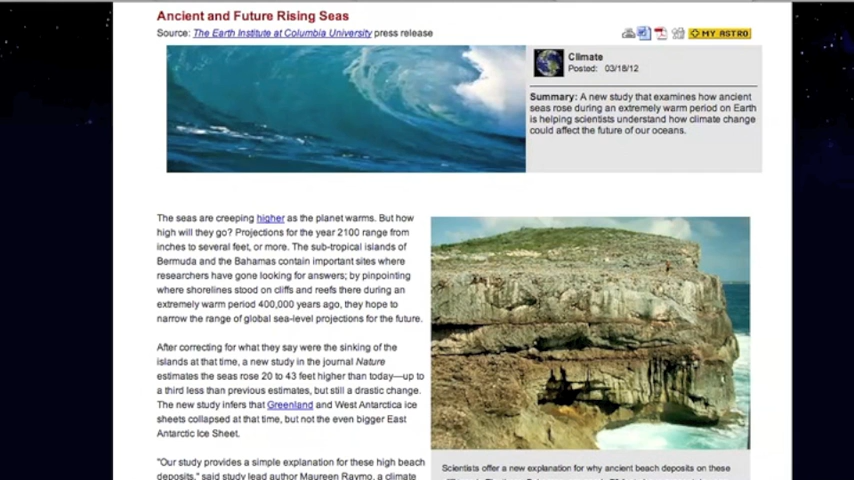 Ancient and Future Rising Seas
Source: The Earth Institute at Columbia University press release
MY ASTRO
Climate
Posted: 03/18/12
Summary: A new study that examines how ancient
seas rose during an extremely warm period on Earth
is helping scientists understand how climate change
could affect the future of our oceans.
The seas are creeping higher as the planet warms. But how
high will they go? Projections for the year 2100 range from
inches to several feet, or more. The sub-tropical islands of
Bermuda and the Bahamas contain important sites where
researchers have gone looking for answers; by pinpointing
where shorelines stood on cliffs and reefs there during an
extremely warm period 400,000 years ago, they hope to
narrow the range of global sea-level projections for the future.
After correcting for what they say were the sinking of the
islands at that time, a new study in the journal Nature
estimates the seas rose 20 to 43 feet higher than today—up to
a third less than previous estimates, but still a drastic change.
The new study infers that Greenland and West Antarctica ice
sheets collapsed at that time, but not the even bigger East
Antarctic Ice Sheet.
"Our study provides a simple explanation for these high beach
deposits," said study lead author Maureen Raymo, a climate
Scientists offer a new explanation for why ancient beach deposits on these